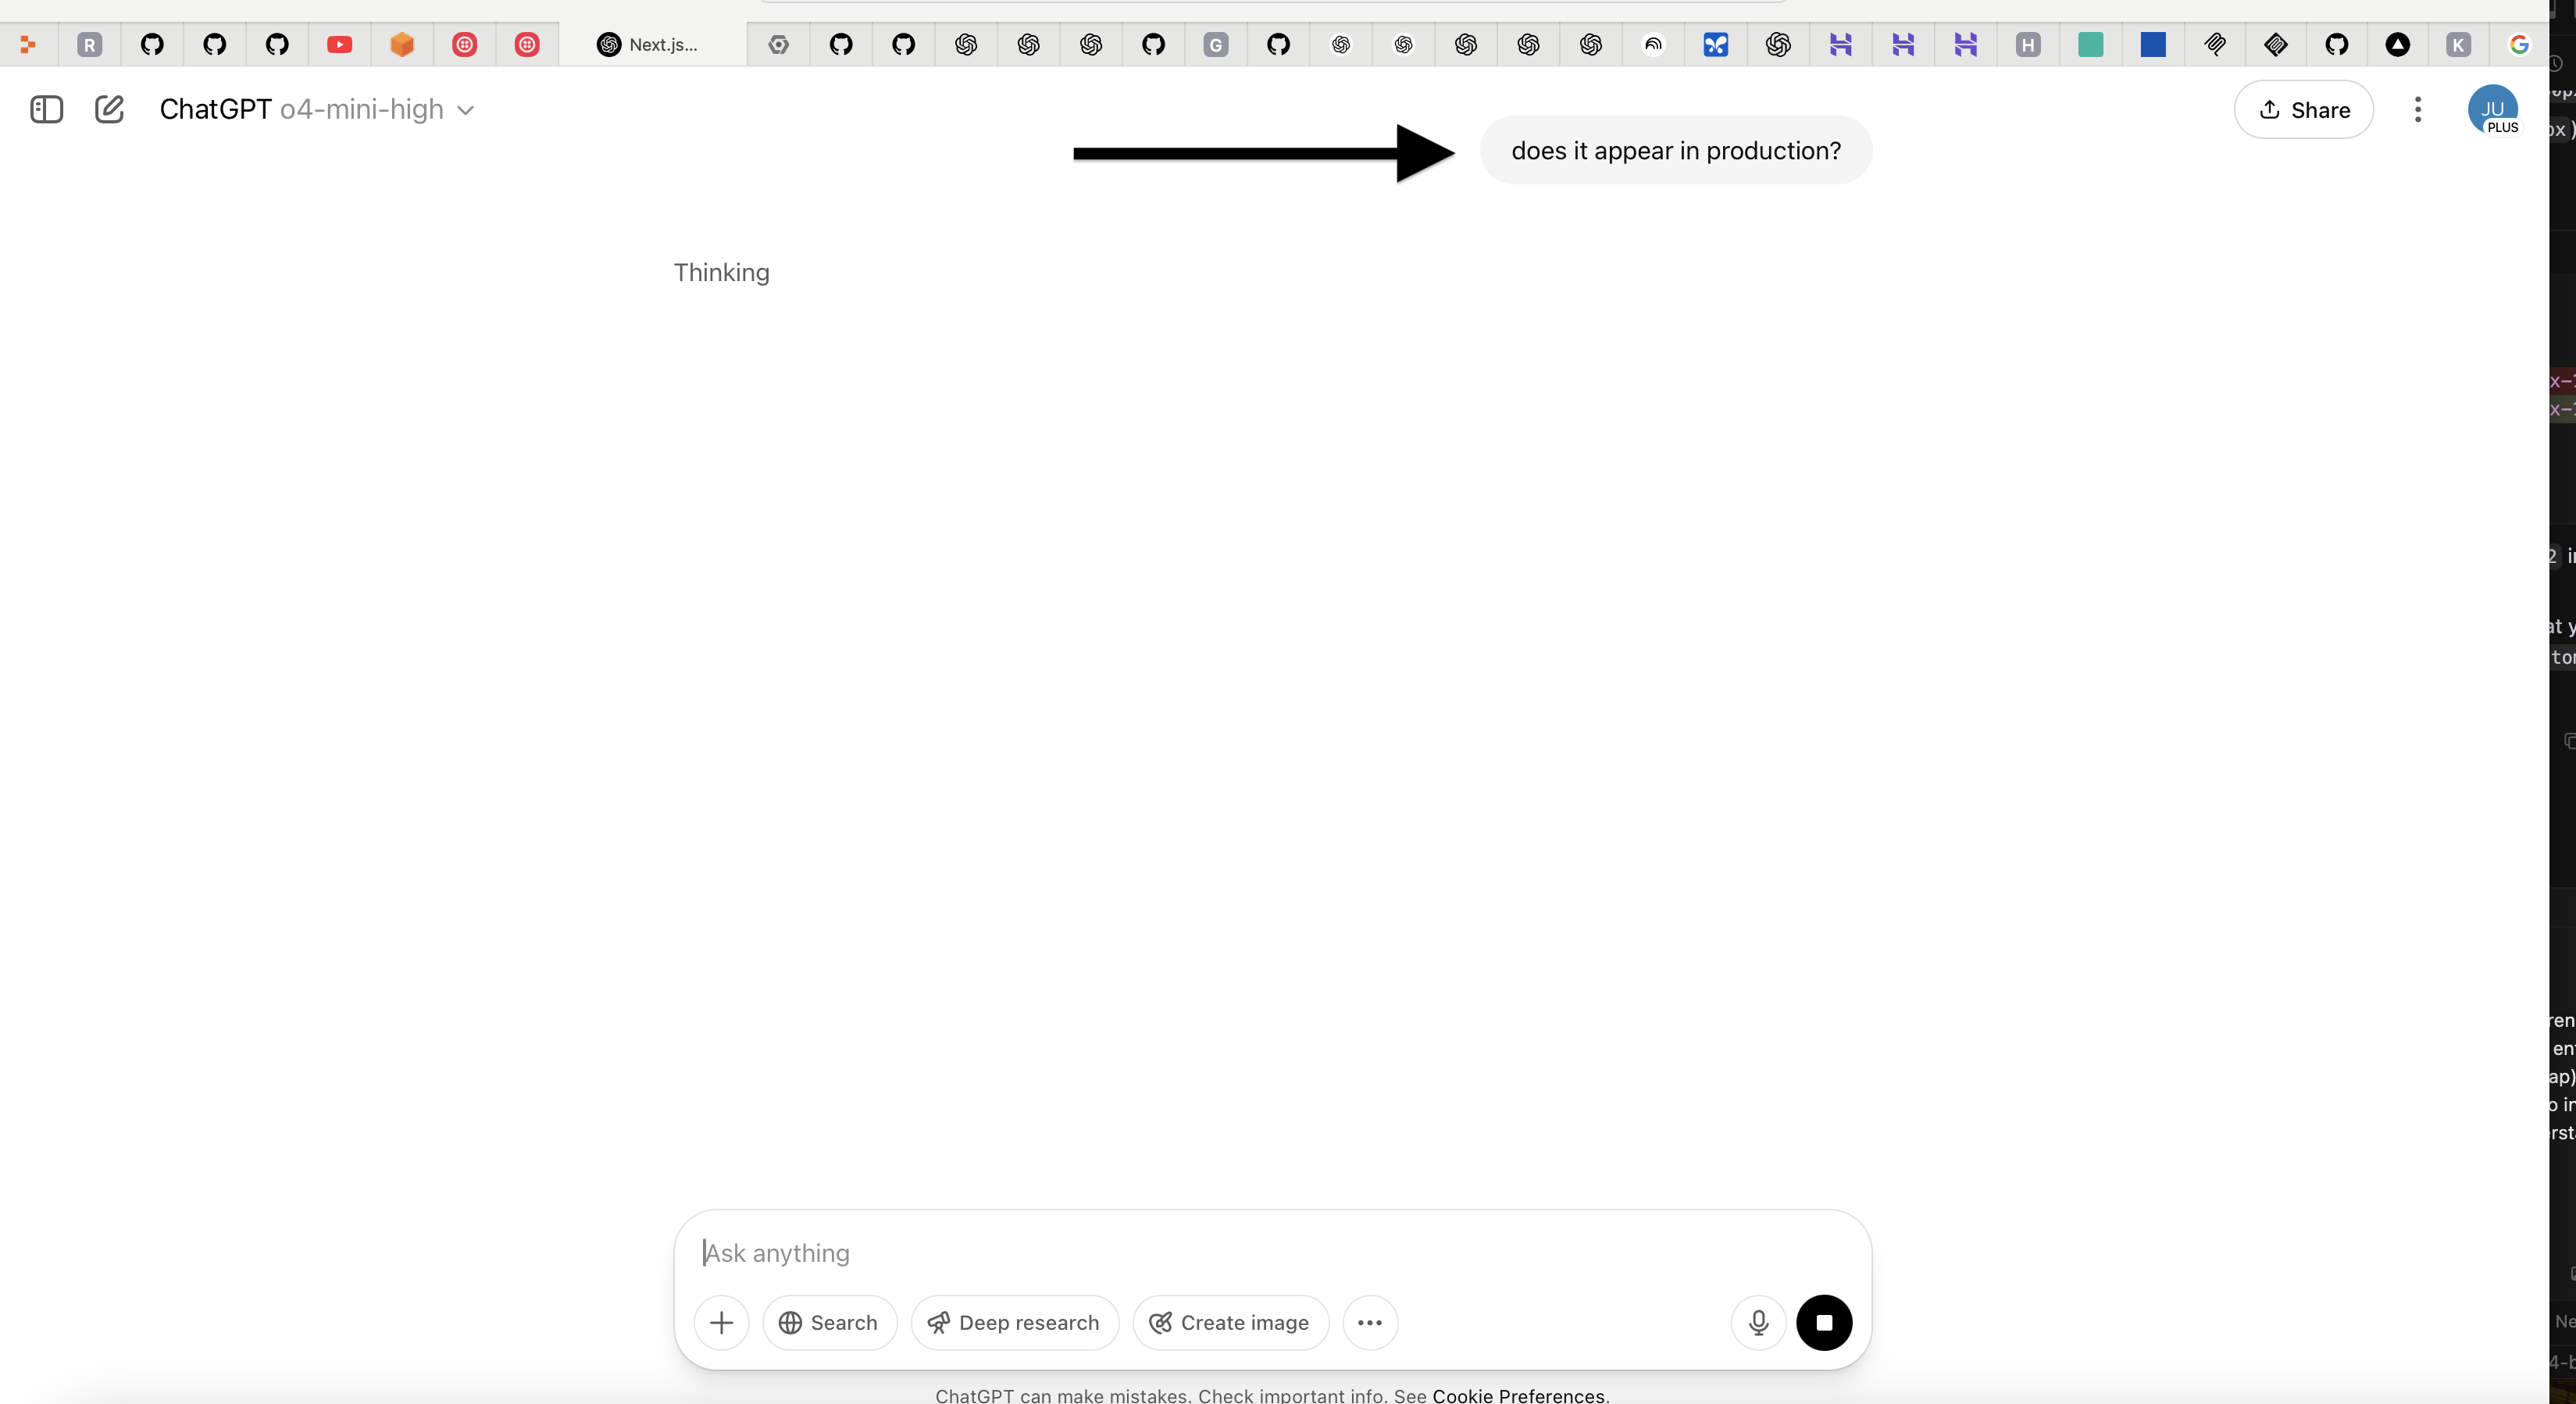 R
Next.js...
G
H
K
ChatGPT o4-mini-high
Share
JU
PLUS
does it appear in production?
Thinking
Ask anything
Search
Deep research
Create image
ChatGPT can make mistakes. Check important info. See Cookie Preferences.